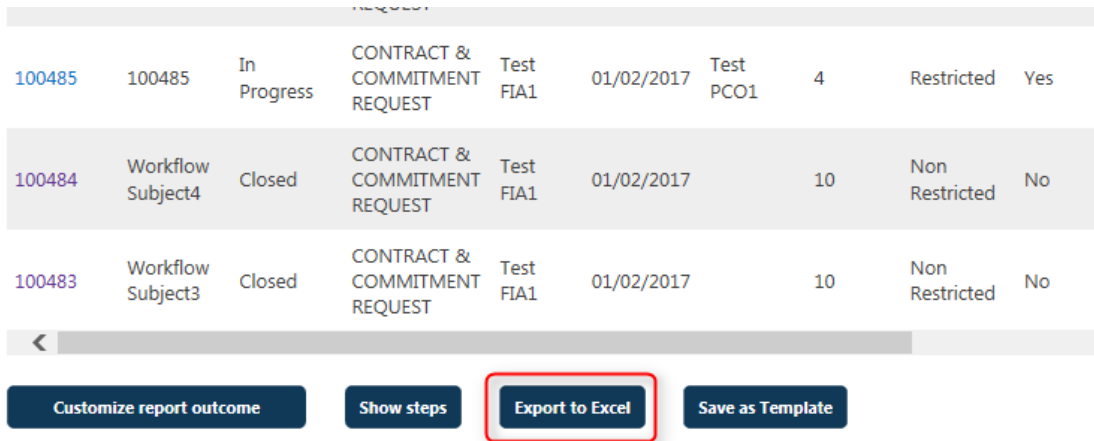 100485 100485 In Progress CONTRACT & COMMITMENT REQUEST Test FIA1 01/02/2017 Test PCO1 4 Restricted Yes
100484 Workflow Subject4 Closed CONTRACT & COMMITMENT REQUEST Test FIA1 01/02/2017 10 Non Restricted No
100483 Workflow Subject3 Closed CONTRACT & COMMITMENT REQUEST Test FIA1 01/02/2017 10 Non Restricted No
Customize report outcome Show steps Export to Excel Save as Template